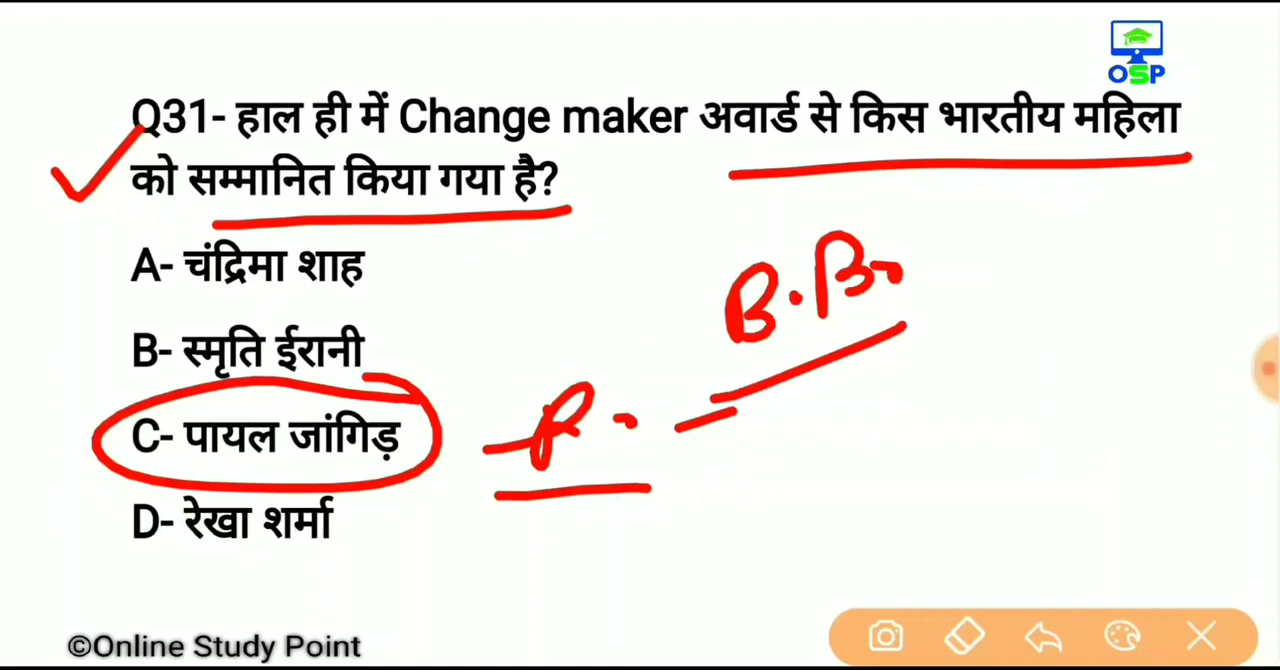 OSP
Q31- हाल ही में Change maker अवार्ड से किस भारतीय महिला
को सम्मानित किया गया है?
A- चंद्रिमा शाह
B- स्मृति ईरानी
C- पायल जांगिड़
D- रेखा शर्मा
©Online Study Point